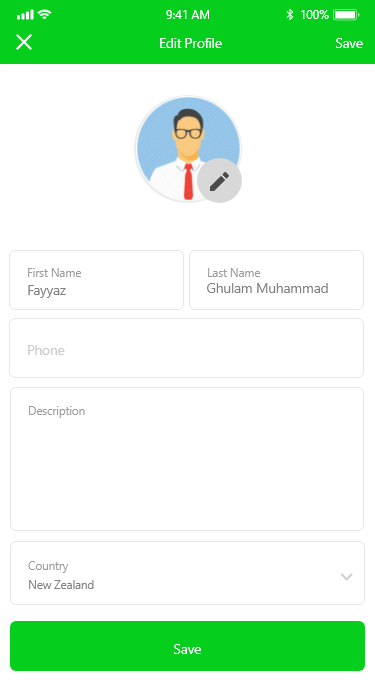 9:41 AM 100%
Edit Profile Save
First Name Last Name
Fayyaz Ghulam Muhammad
Phone
Description
Country
New Zealand
Save